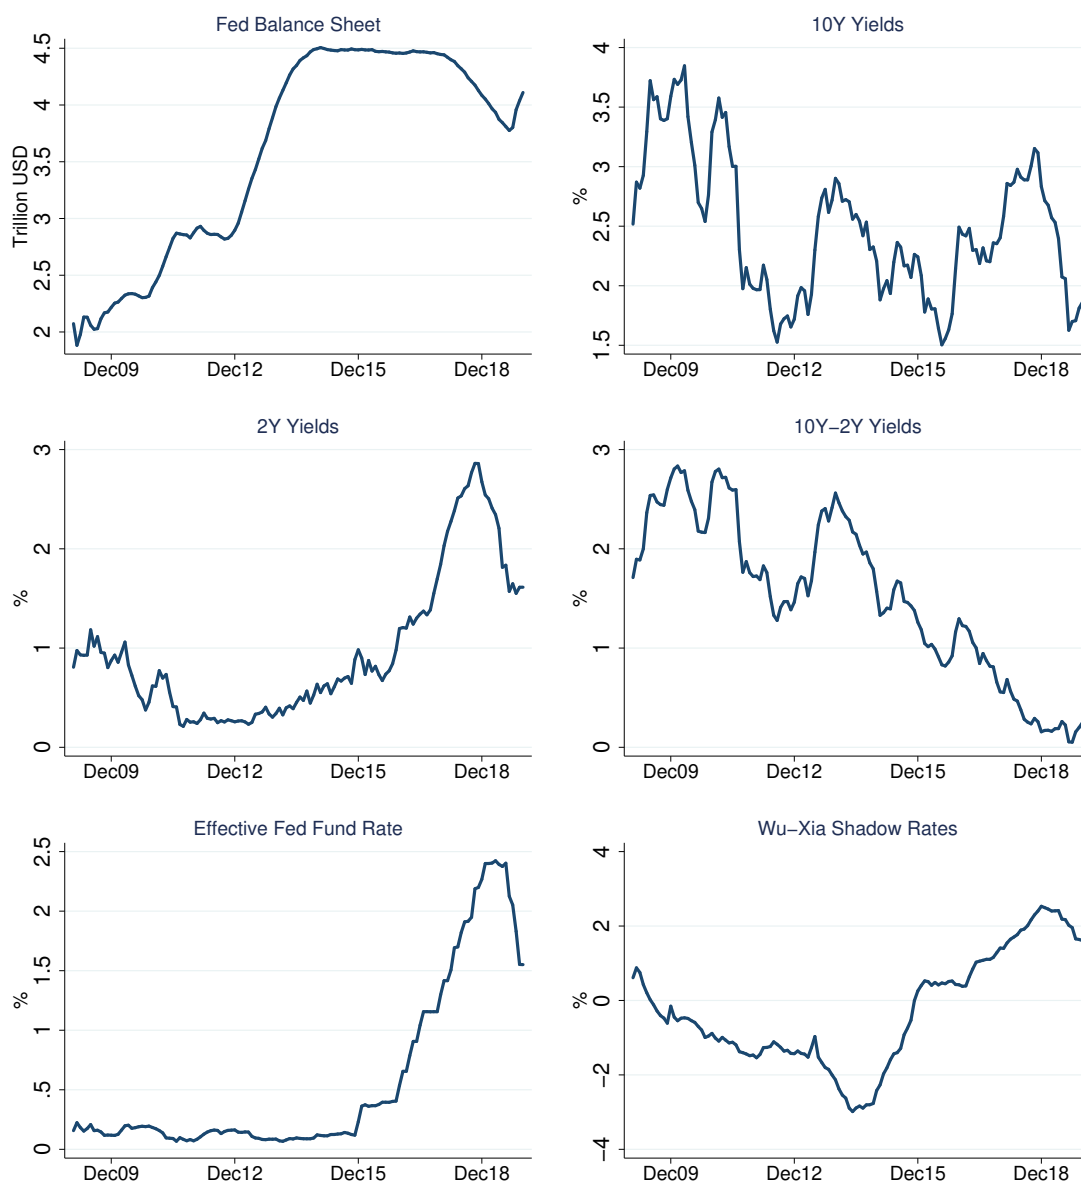 Fed Balance Sheet
Trillion USD
4.5
4
3.5
3
2.5
2
Dec09 Dec12 Dec15 Dec18
10Y Yields
%
4
3.5
3
2.5
2
1.5
Dec09 Dec12 Dec15 Dec18
2Y Yields
%
3
2
1
0
Dec09 Dec12 Dec15 Dec18
10Y−2Y Yields
%
3
2
1
0
Dec09 Dec12 Dec15 Dec18
Effective Fed Fund Rate
%
2.5
2
1.5
1
.5
0
Dec09 Dec12 Dec15 Dec18
Wu−Xia Shadow Rates
%
4
2
0
−2
−4
Dec09 Dec12 Dec15 Dec18